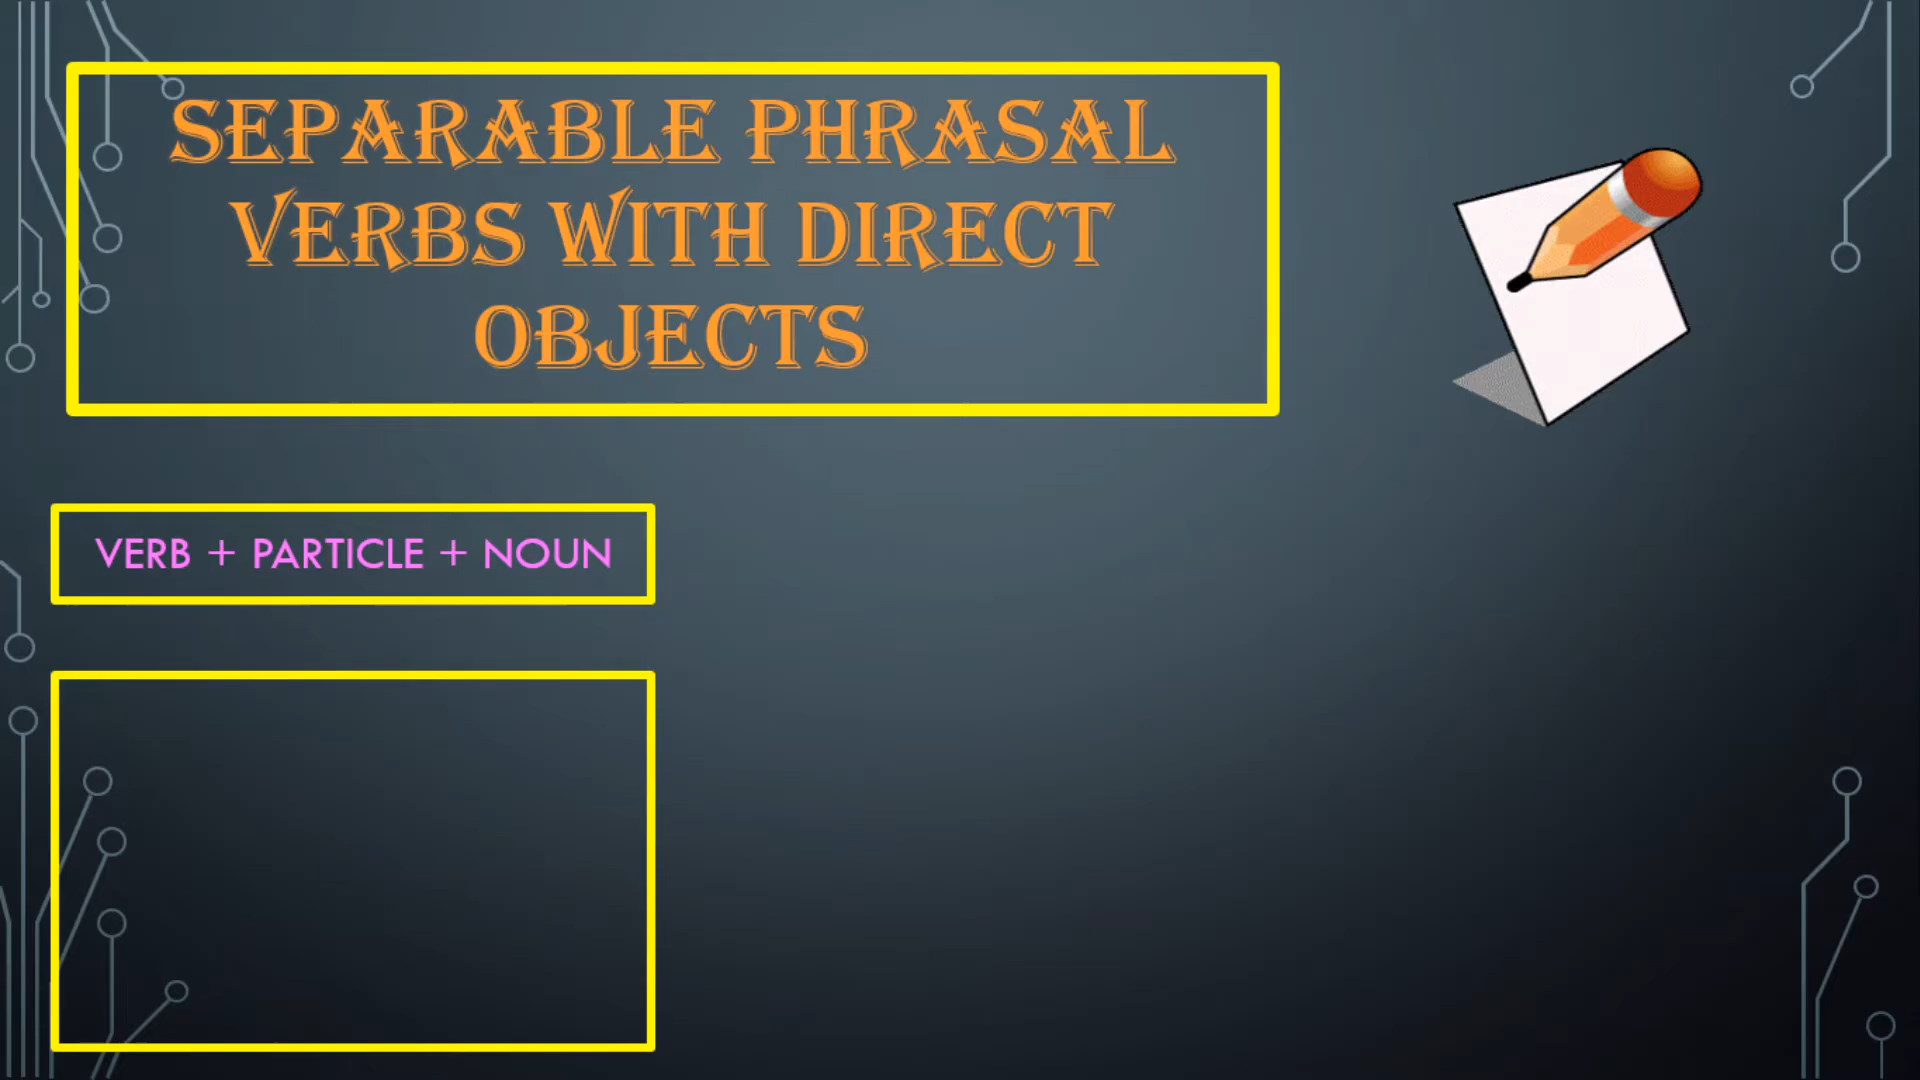 SEPARABLE PHRASAL
VERBS WITH DIRECT
OBJECTS
VERB + PARTICLE + NOUN